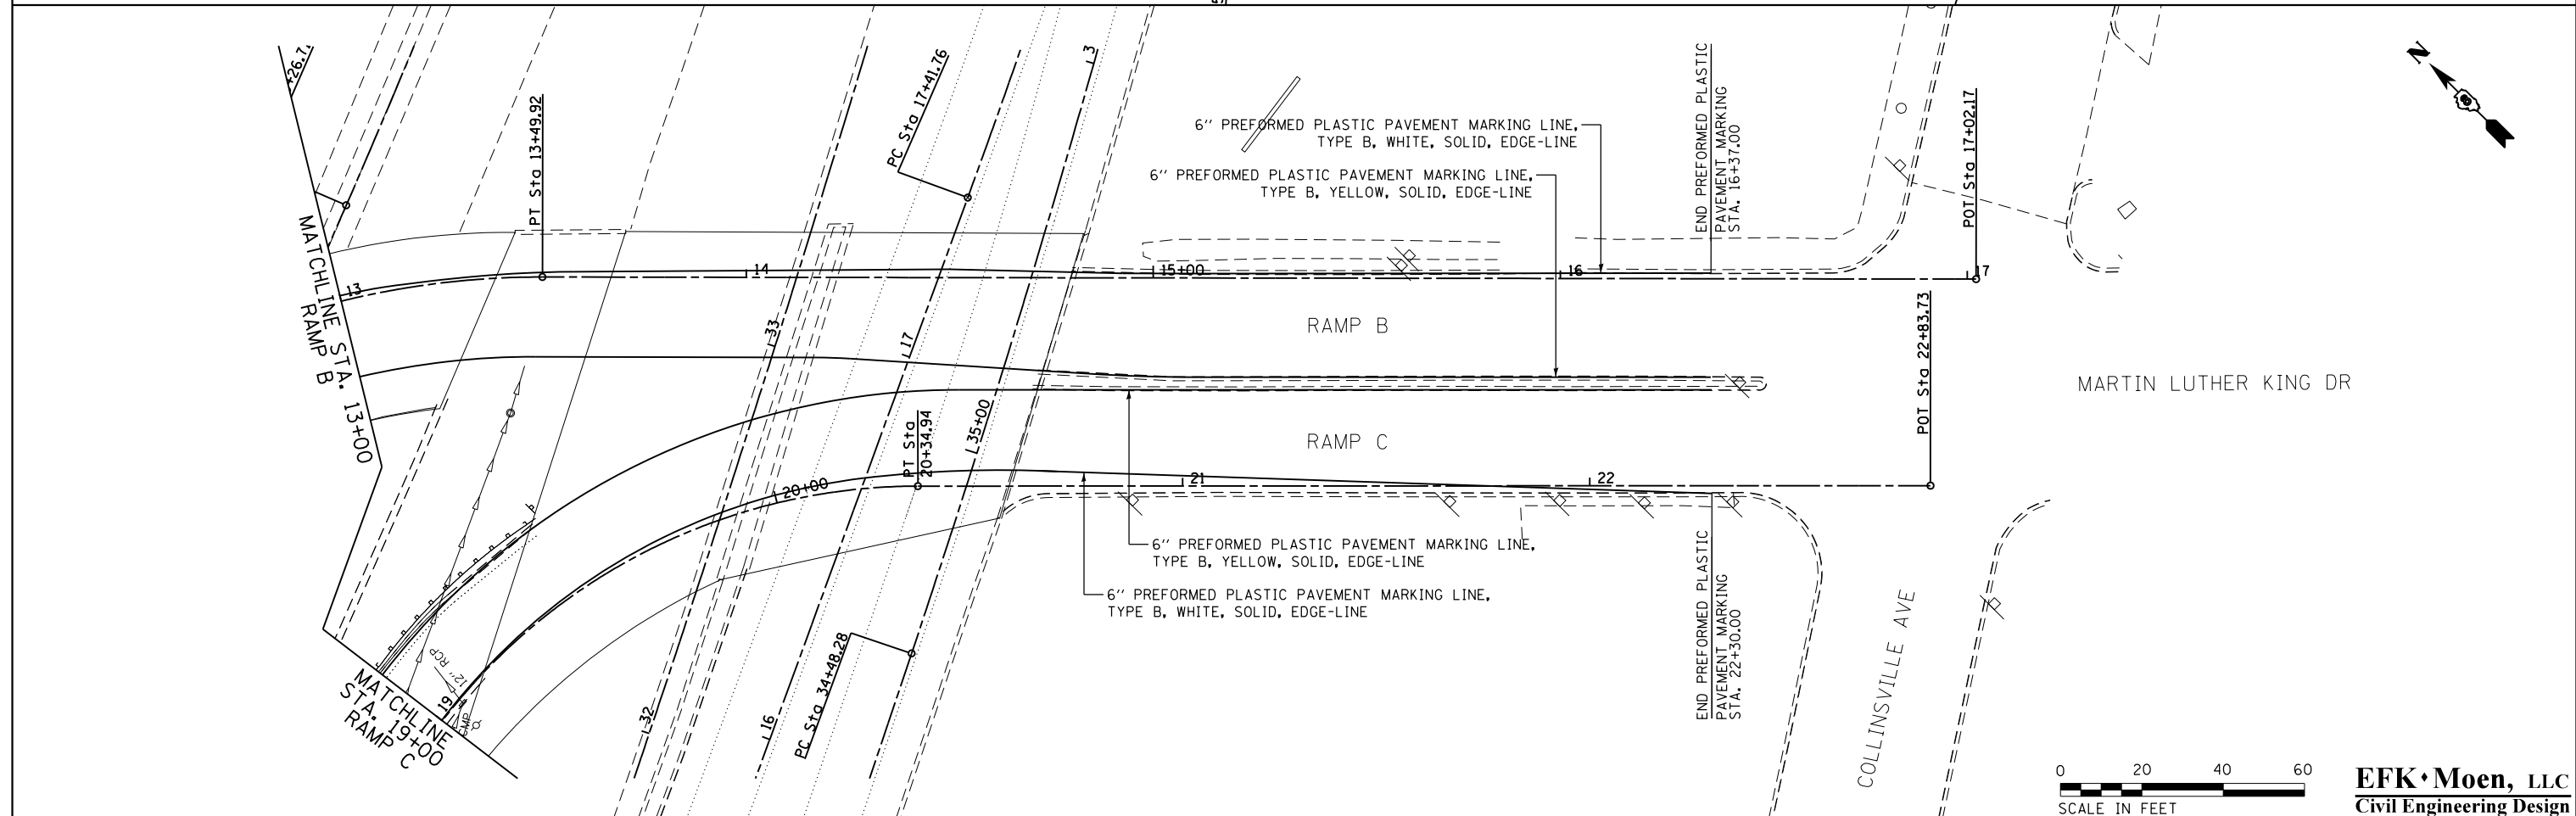 +26.7
MATCHLINE STA. 13+00
RAMP B
13
PT Sta 13+49.92
14
PC Sta 17+41.76
L3
33
17
L35+00
15+00
16
17
6'' PREFORMED PLASTIC PAVEMENT MARKING LINE,
TYPE B, WHITE, SOLID, EDGE-LINE
6'' PREFORMED PLASTIC PAVEMENT MARKING LINE,
TYPE B, YELLOW, SOLID, EDGE-LINE
END PREFORMED PLASTIC
PAVEMENT MARKING
STA. 16+37.00
POT Sta 17+02.17
N
RAMP B
POT Sta 22+83.73
MARTIN LUTHER KING DR
RAMP C
PT Sta
20+34.94
20+00
21
22
6'' PREFORMED PLASTIC PAVEMENT MARKING LINE,
TYPE B, YELLOW, SOLID, EDGE-LINE
6'' PREFORMED PLASTIC PAVEMENT MARKING LINE,
TYPE B, WHITE, SOLID, EDGE-LINE
END PREFORMED PLASTIC
PAVEMENT MARKING
STA. 22+30.00
COLLINSVILLE AVE
12'' RCP
19
MATCHLINE
STA. 19+00
RAMP C
32
16
PC Sta 34+48.28
0 20 40 60
SCALE IN FEET
EFK♦Moen, LLC
Civil Engineering Design